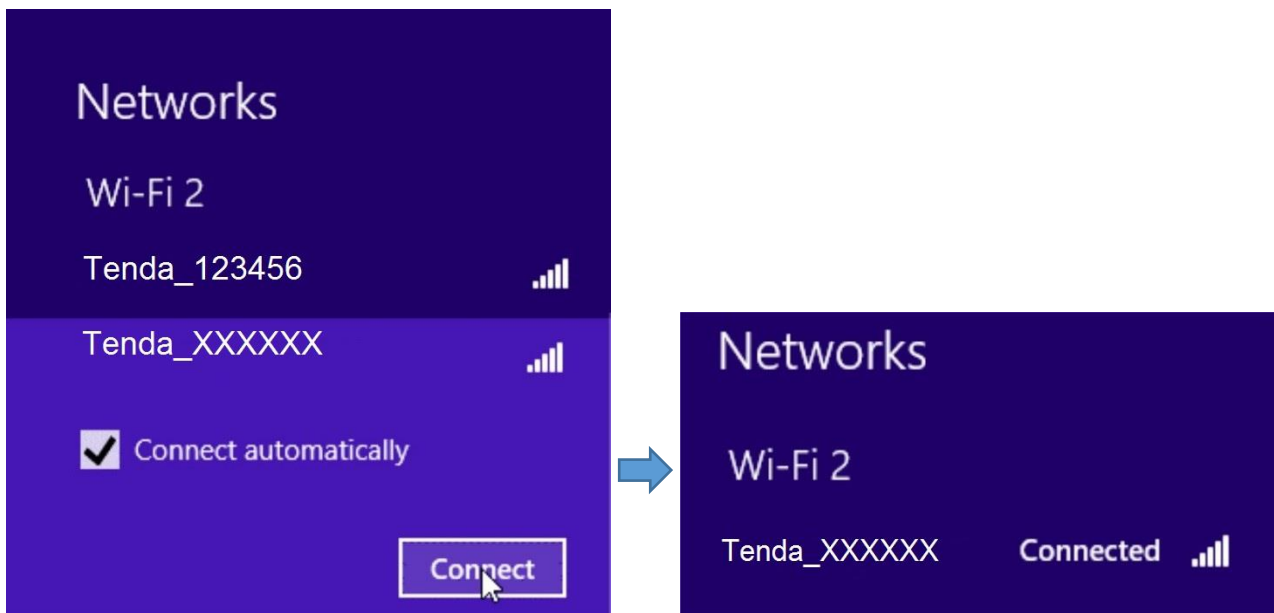 Networks
Wi-Fi 2
Tenda_123456
Tenda_XXXXXX
Connect automatically
Connect
Networks
Wi-Fi 2
Tenda_XXXXXX Connected